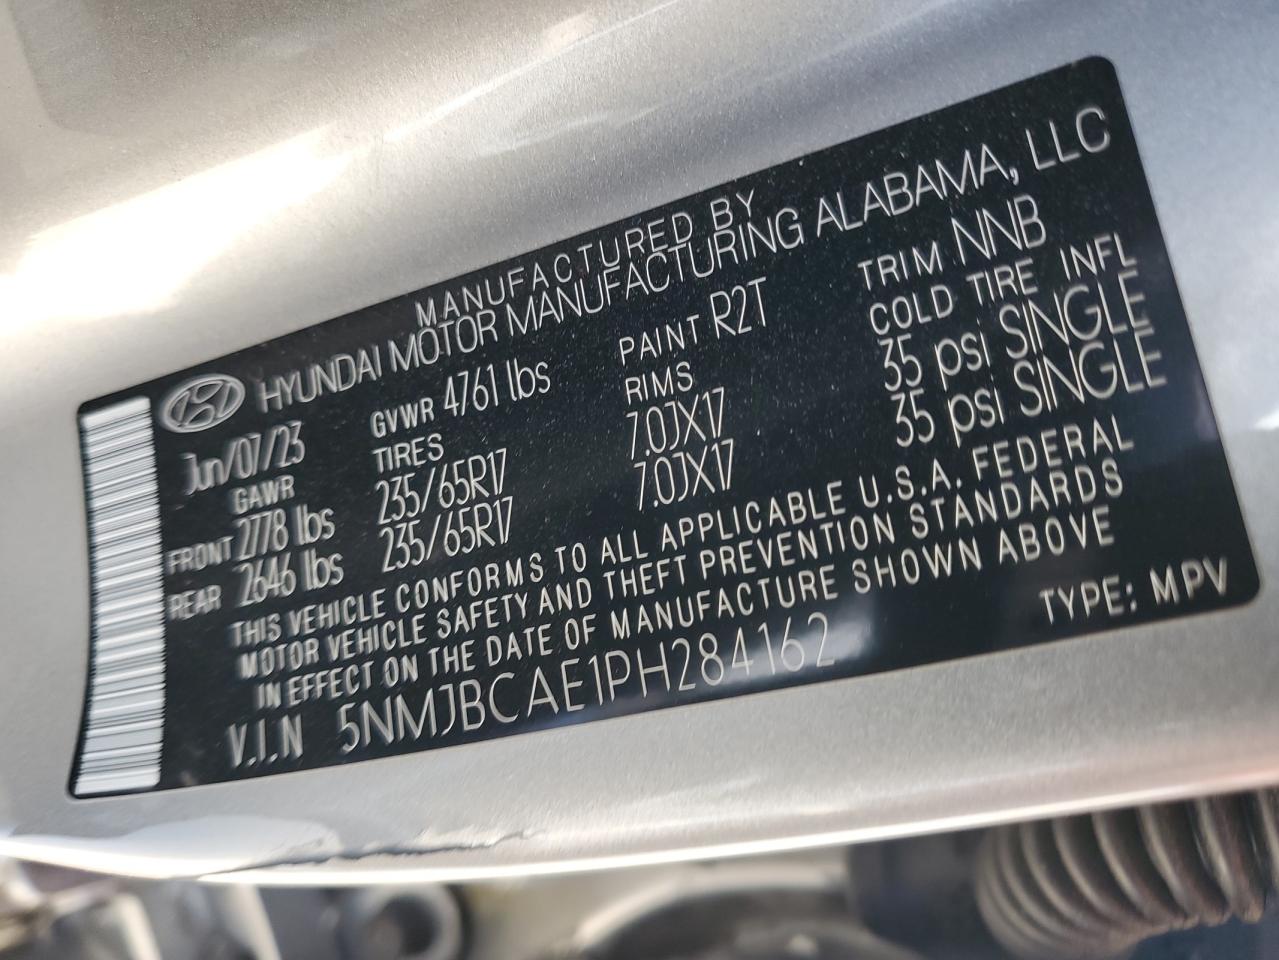 MANUFACTURED BY
HYUNDAI MOTOR MANUFACTURING ALABAMA, LLC
Jun/07/23 GVWR 4761 lbs PAINT R2T TRIM NNB
GAWR TIRES RIMS COLD TIRE INFL
FRONT 2778 lbs 235/65R17 7.0JX17 35 psi SINGLE
REAR 2646 lbs 235/65R17 7.0JX17 35 psi SINGLE
THIS VEHICLE CONFORMS TO ALL APPLICABLE U.S.A. FEDERAL
MOTOR VEHICLE SAFETY AND THEFT PREVENTION STANDARDS
IN EFFECT ON THE DATE OF MANUFACTURE SHOWN ABOVE
V.I.N 5NMJBCAE1PH284162 TYPE: MPV